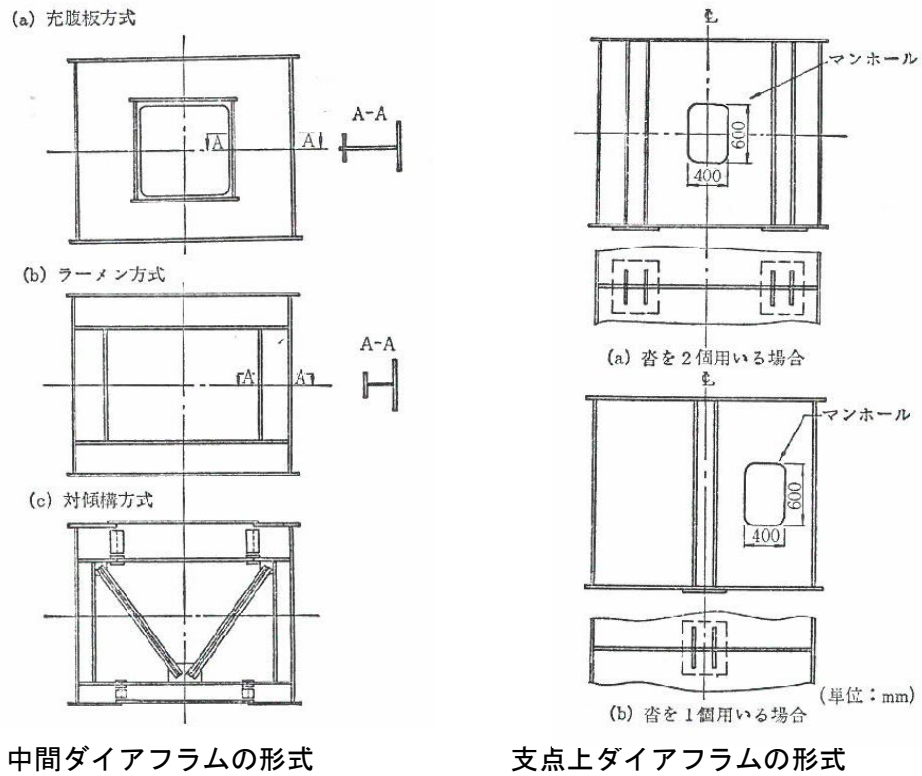 (a) 充腹板方式
A-A
A
A
(b) ラーメン方式
A-A
A
A
(c) 対傾構方式
中間ダイアフラムの形式
℄
マンホール
600
400
(a) 沓を2個用いる場合
℄
マンホール
600
400
(単位：mm)
(b) 沓を1個用いる場合
支点上ダイアフラムの形式